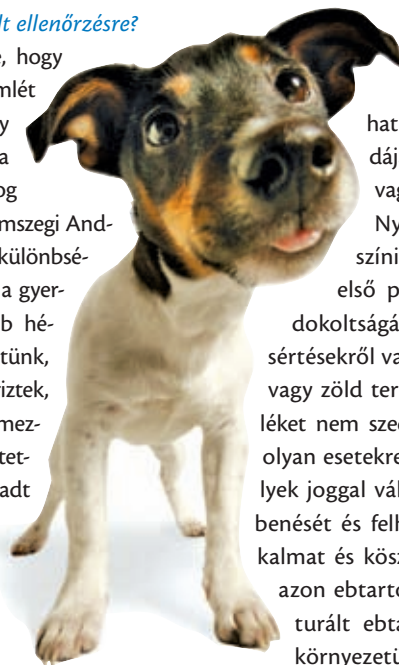 lt ellenőrzésre?
e, hogy
mlét
y
a
og
mszegi And-
különbsé-
a gyer-
b hé-
tünk,
riztek,
mez-
tet-
adt
hat
dáj
vag
Ny
színi
első p
dokoltságá
sértésekről va
vagy zöld ter
léket nem szed
olyan esetekre
lyek joggal vál
benését és felh
kalmat és kösz
azon ebtarto
turált ebta
környezetü